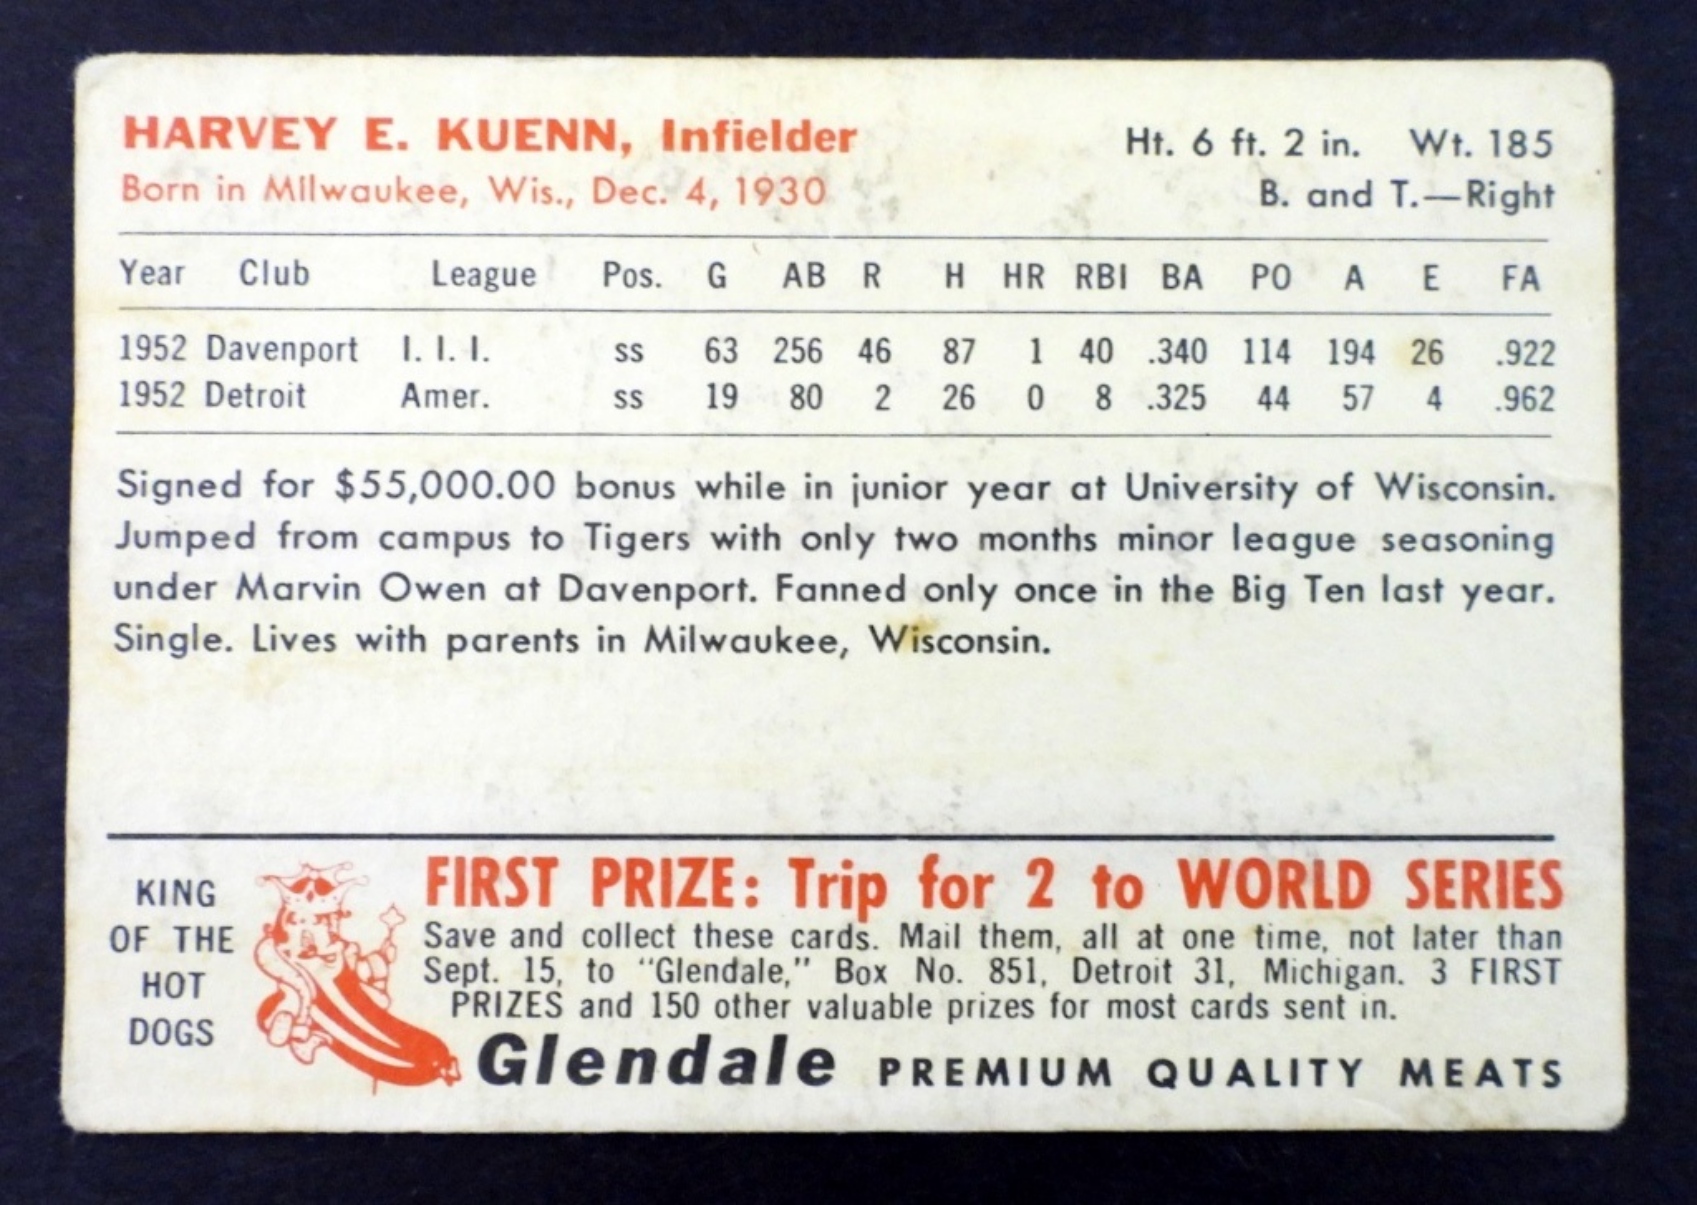 HARVEY E. KUENN, Infielder Ht. 6 ft. 2 in. Wt. 185
Born in Milwaukee, Wis., Dec. 4, 1930 B. and T.—Right
Year Club League Pos. G AB R H HR RBI BA PO A E FA
1952 Davenport I. I. I. ss 63 256 46 87 1 40 .340 114 194 26 .922
1952 Detroit Amer. ss 19 80 2 26 0 8 .325 44 57 4 .962
Signed for $55,000.00 bonus while in junior year at University of Wisconsin.
Jumped from campus to Tigers with only two months minor league seasoning
under Marvin Owen at Davenport. Fanned only once in the Big Ten last year.
Single. Lives with parents in Milwaukee, Wisconsin.
KING
OF THE
HOT
DOGS
FIRST PRIZE: Trip for 2 to WORLD SERIES
Save and collect these cards. Mail them, all at one time, not later than
Sept. 15, to "Glendale," Box No. 851, Detroit 31, Michigan. 3 FIRST
PRIZES and 150 other valuable prizes for most cards sent in.
Glendale PREMIUM QUALITY MEATS